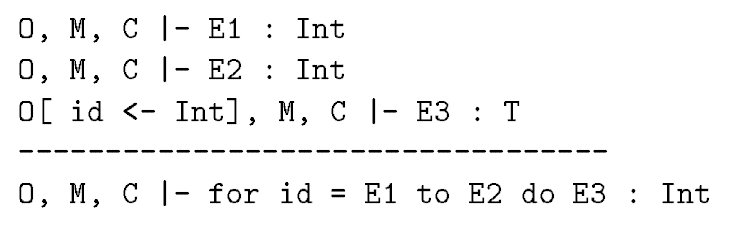 O, M, C |- E1 : Int
O, M, C |- E2 : Int
O[ id <- Int], M, C |- E3 : T
----------------------------------
O, M, C |- for id = E1 to E2 do E3 : Int